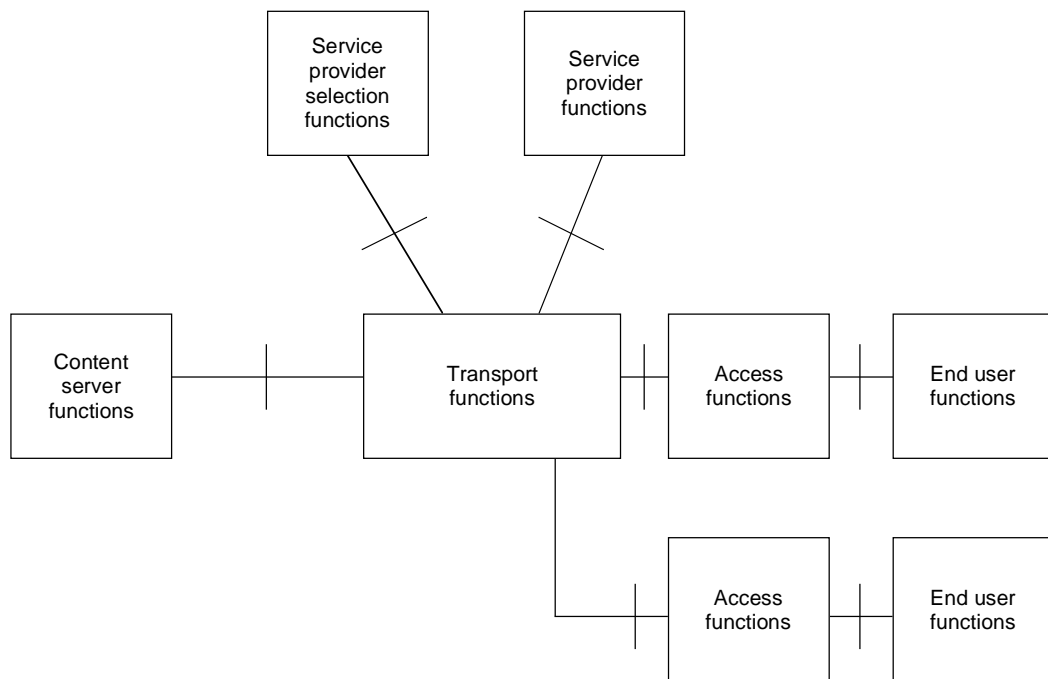 Service
provider
selection
functions
Service
provider
functions
Content
server
functions
Transport
functions
Access
functions
End user
functions
Access
functions
End user
functions